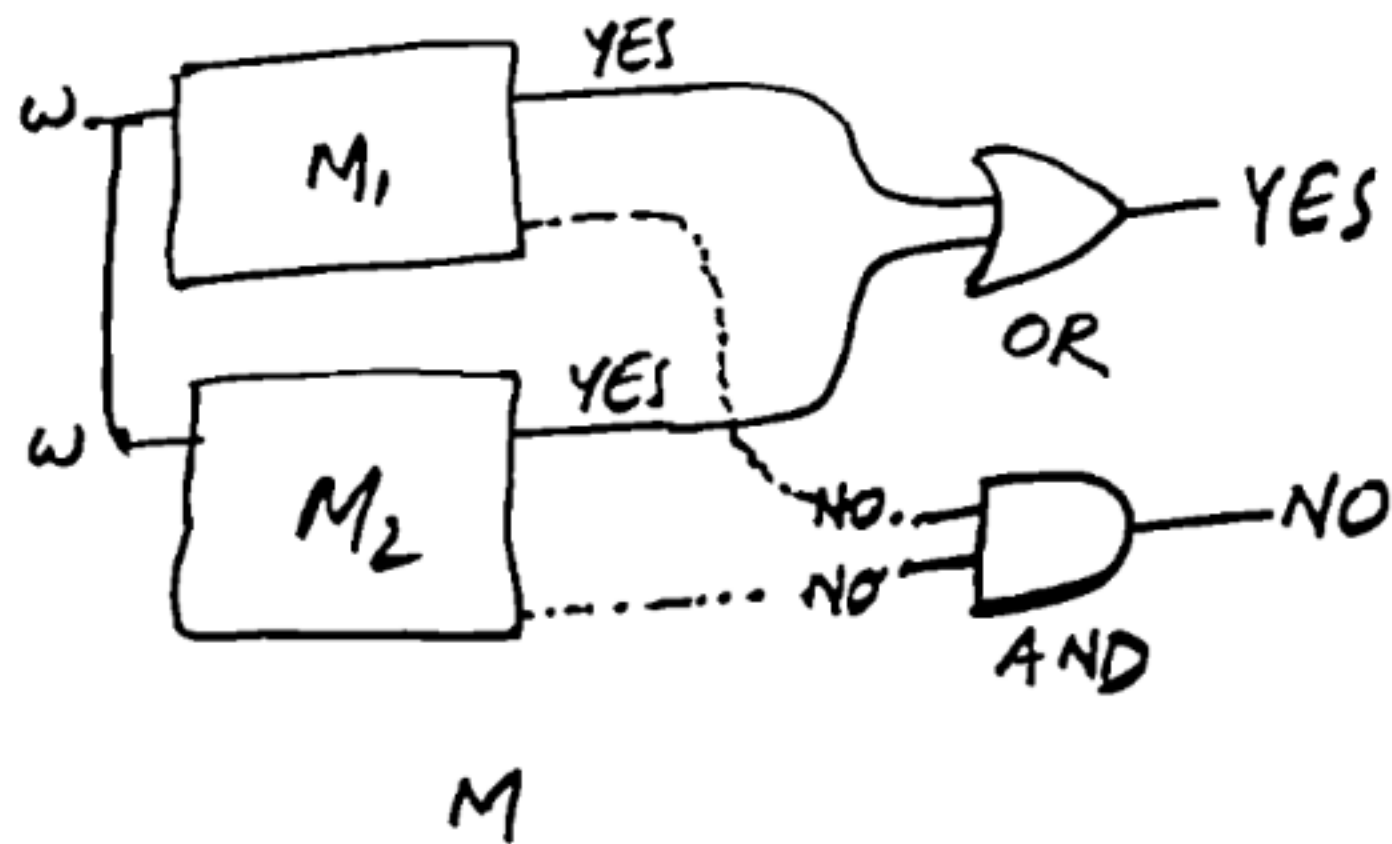 YES
ω
M₁
YES
OR
YES
ω
M₂
NO
NO
NO
AND
M